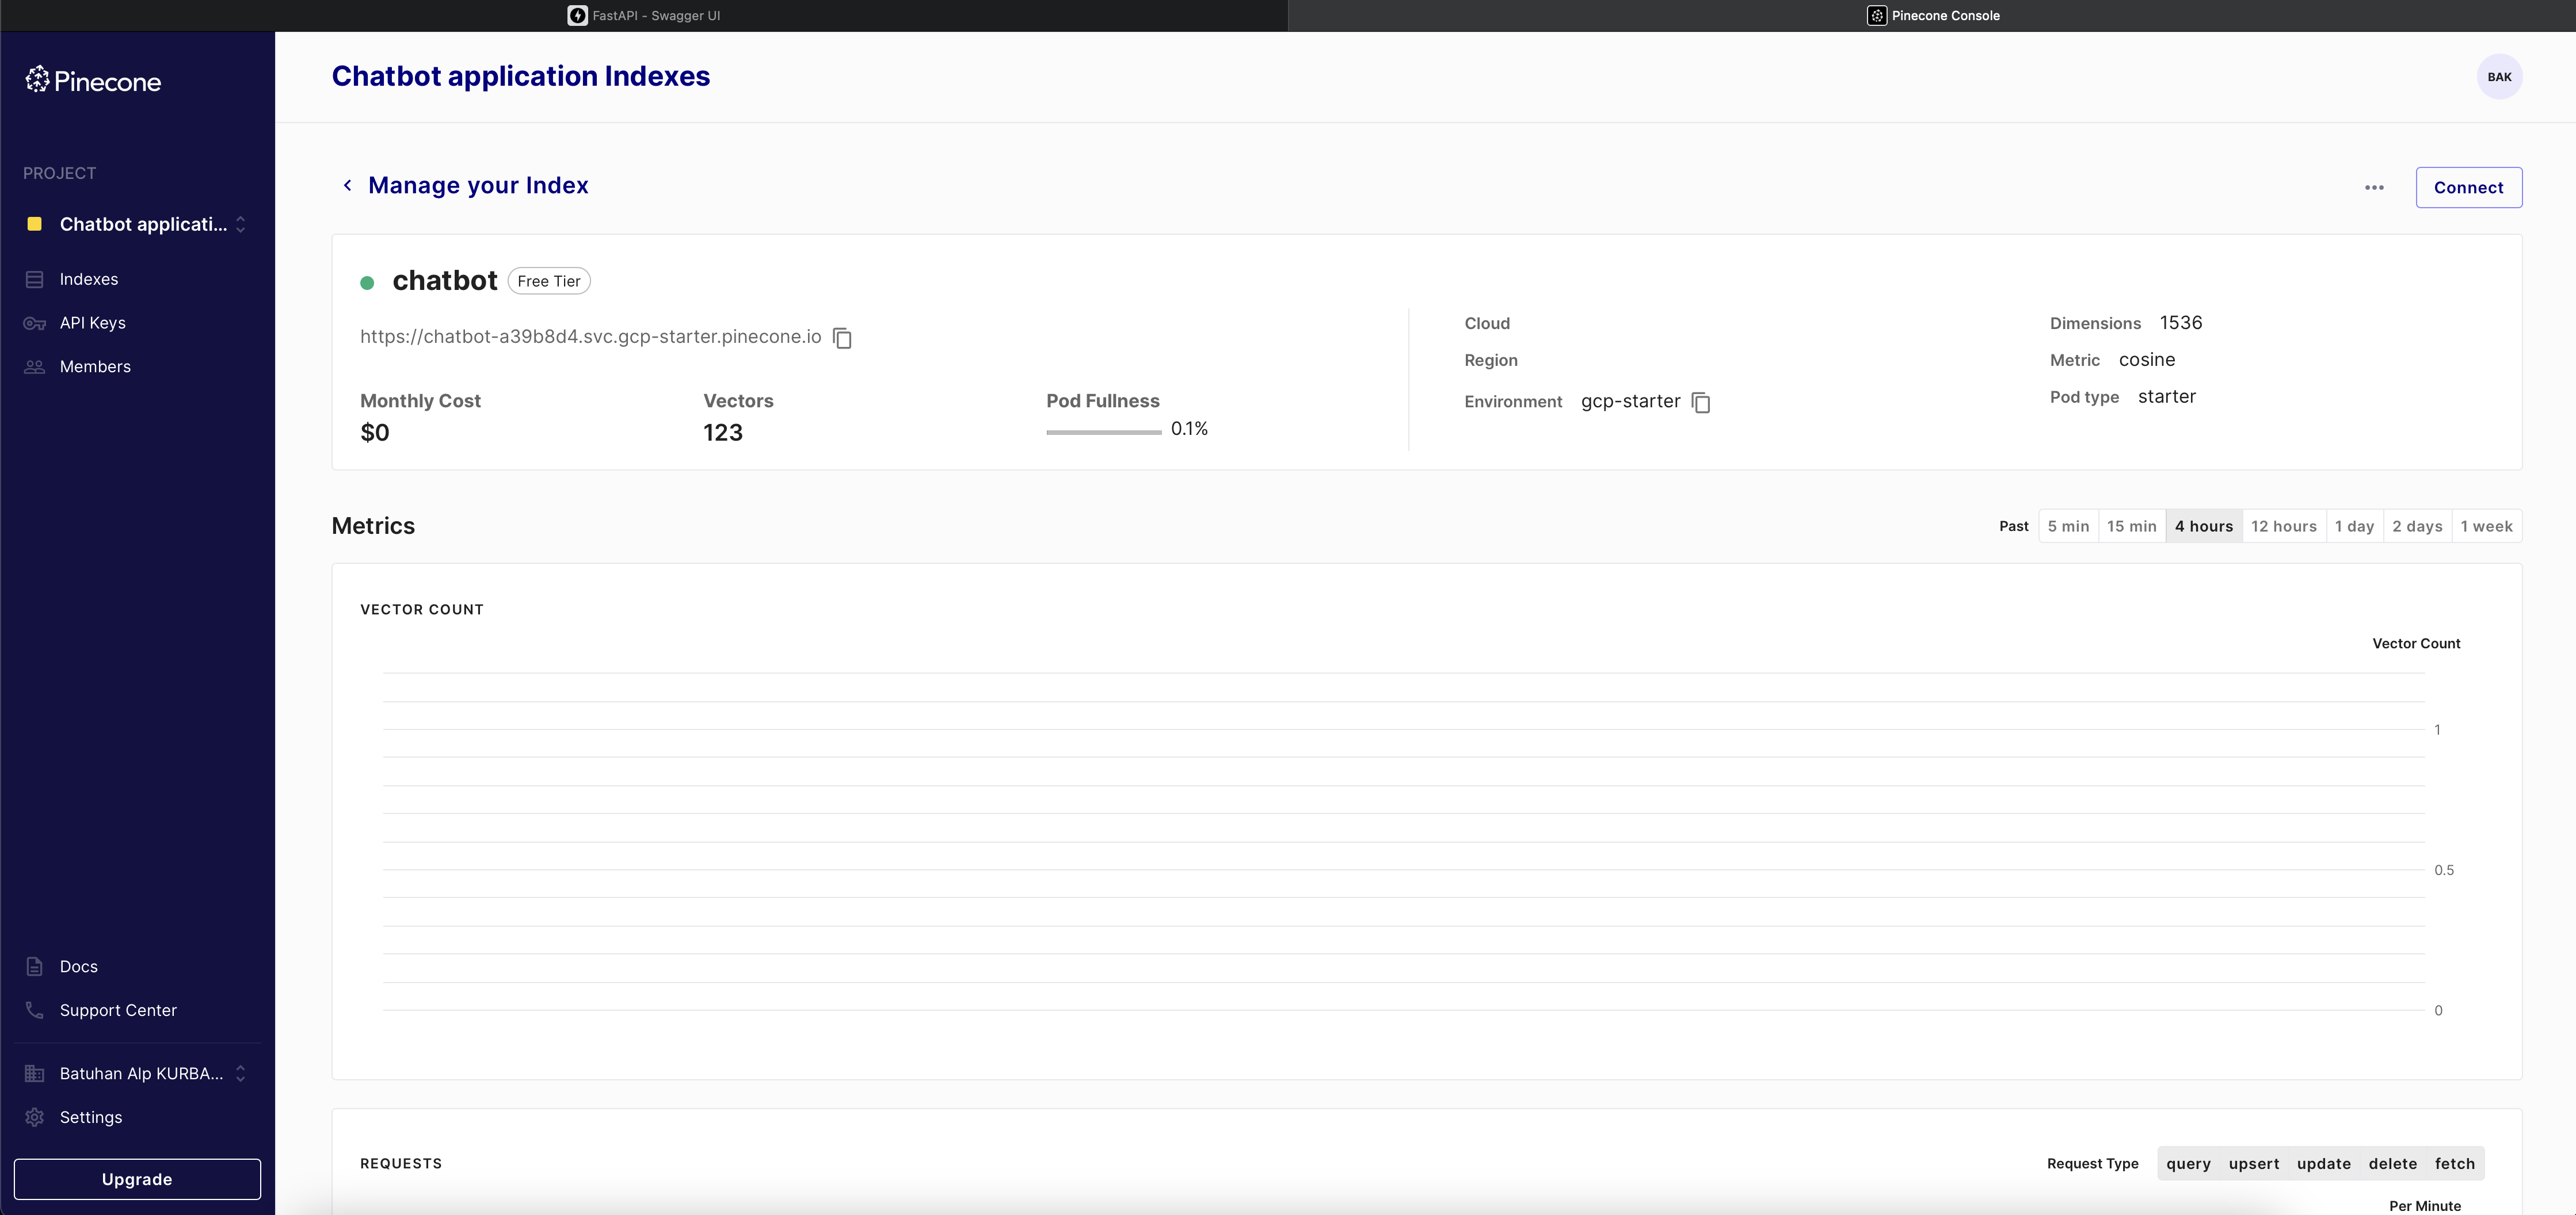 FastAPI - Swagger UI
Pinecone Console
Pinecone
Chatbot application Indexes
BAK
PROJECT
Chatbot applicati...
Indexes
API Keys
Members
Docs
Support Center
Batuhan Alp KURBA...
Settings
Upgrade
Manage your Index
Connect
chatbot Free Tier
https://chatbot-a39b8d4.svc.gcp-starter.pinecone.io
Monthly Cost
$0
Vectors
123
Pod Fullness
0.1%
Cloud
Region
Environment gcp-starter
Dimensions 1536
Metric cosine
Pod type starter
Metrics
Past 5 min 15 min 4 hours 12 hours 1 day 2 days 1 week
VECTOR COUNT
Vector Count
1
0.5
0
REQUESTS
Request Type query upsert update delete fetch
Per Minute